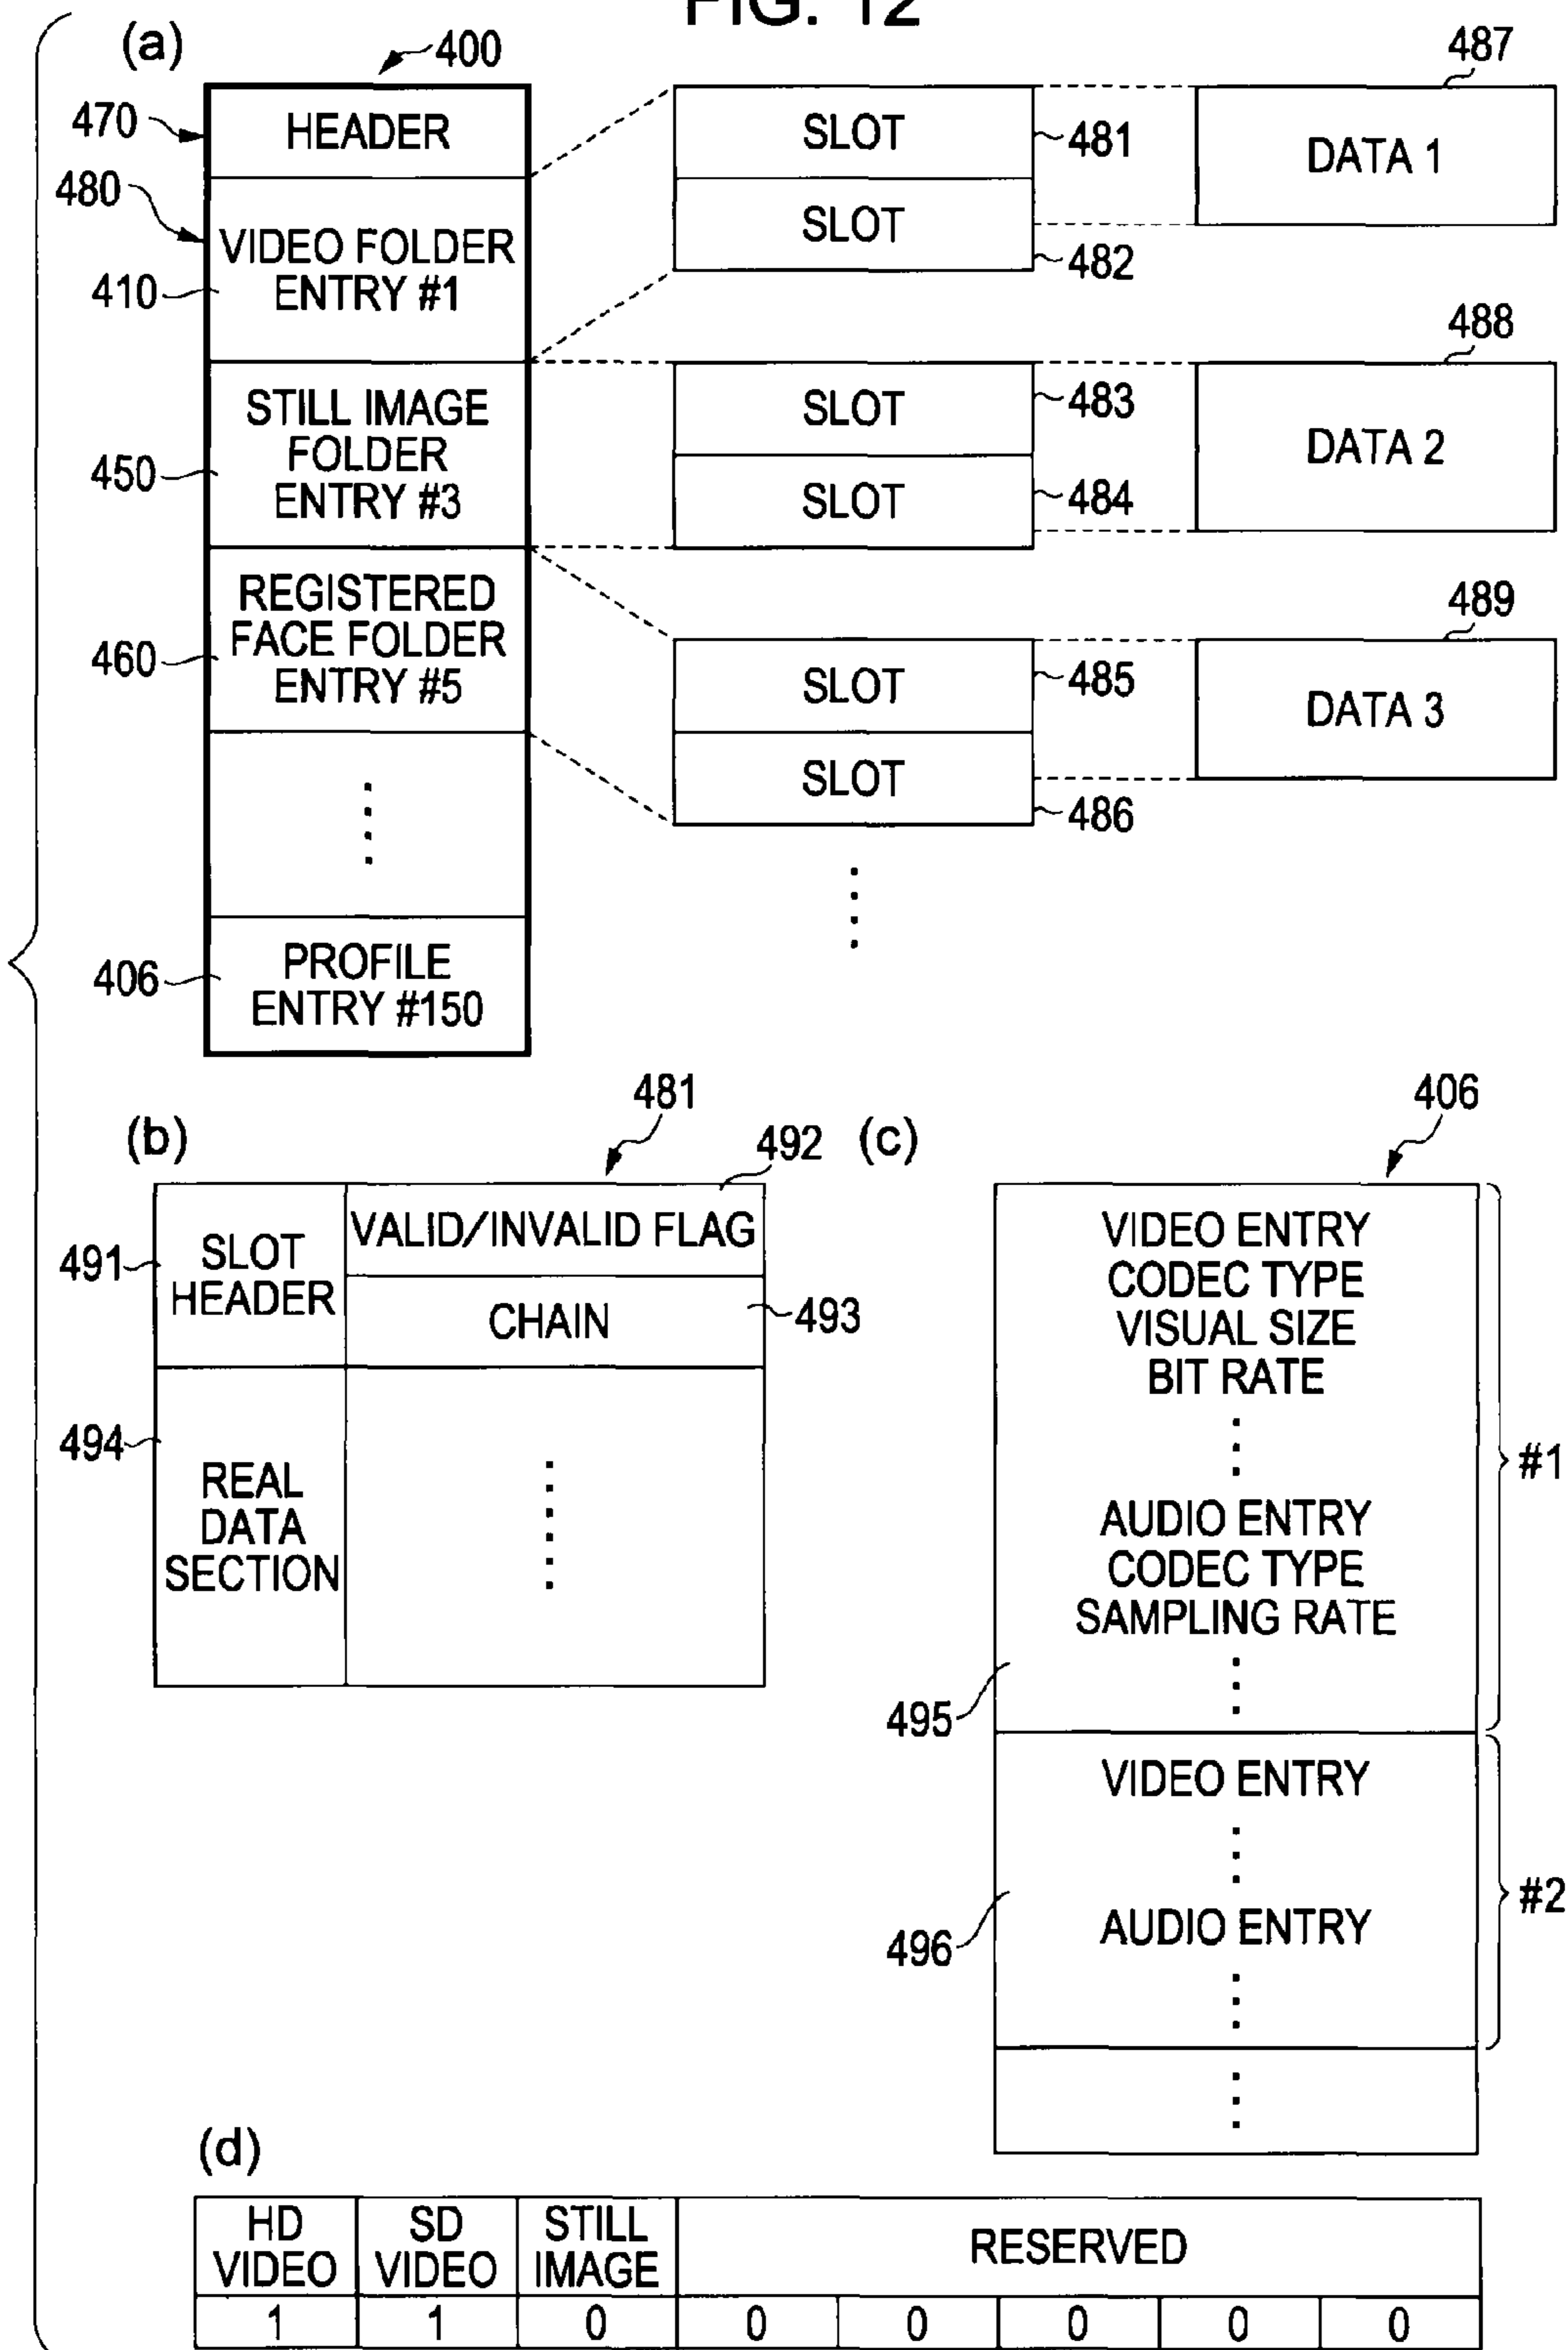 FIG. 12
(a)
400
470
HEADER
480
VIDEO FOLDER
ENTRY #1
410
STILL IMAGE
FOLDER
ENTRY #3
450
REGISTERED
FACE FOLDER
ENTRY #5
460
PROFILE
ENTRY #150
406
SLOT
481
SLOT
482
SLOT
483
SLOT
484
SLOT
485
SLOT
486
487
DATA 1
488
DATA 2
489
DATA 3
(b)
481
492
491
SLOT
HEADER
VALID/INVALID FLAG
CHAIN
493
494
REAL
DATA
SECTION
(c)
406
VIDEO ENTRY
CODEC TYPE
VISUAL SIZE
BIT RATE
AUDIO ENTRY
CODEC TYPE
SAMPLING RATE
495
#1
VIDEO ENTRY
AUDIO ENTRY
496
#2
(d)
HD
VIDEO
SD
VIDEO
STILL
IMAGE
RESERVED
1 1 0 0 0 0 0 0